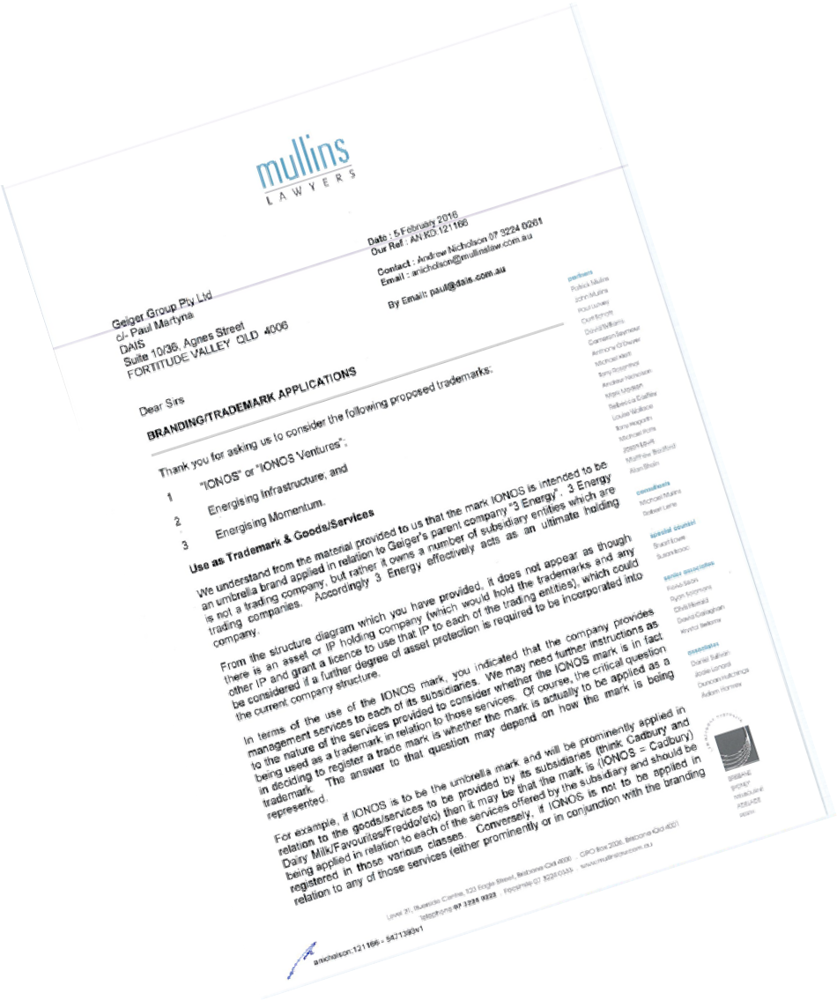 mullins
LAWYERS
Date : 5 February 2016
Our Ref : AN:KD:121166
Contact : Andrew Nicholson 07 3224 0261
Email : anicholson@mullinslaw.com.au
By Email: paul@dais.com.au
Geiger Group Pty Ltd
c/- Paul Martyna
DAIS
Suite 10/36, Agnes Street
FORTITUDE VALLEY QLD 4006
Dear Sirs
BRANDING/TRADEMARK APPLICATIONS
Thank you for asking us to consider the following proposed trademarks:
1 "IONOS" or "IONOS Ventures";
2 Energising Infrastructure; and
3 Energising Momentum.
Use as Trademark & Goods/Services
We understand from the material provided to us that the mark IONOS is intended to be
an umbrella brand applied in relation to Geiger's parent company "3 Energy". 3 Energy
is not a trading company, but rather it owns a number of subsidiary entities which are
trading companies. Accordingly 3 Energy effectively acts as an ultimate holding
company.
From the structure diagram which you have provided, it does not appear as though
there is an asset or IP holding company (which would hold the trademarks and any
other IP and grant a licence to use that IP to each of the trading entities), which could
be considered if a further degree of asset protection is required to be incorporated into
the current company structure.
In terms of the use of the IONOS mark, you indicated that the company provides
management services to each of its subsidiaries. We may need further instructions as
to the nature of the services provided to consider whether the IONOS mark is in fact
being used as a trademark in relation to those services. Of course, the critical question
in deciding to register a trade mark is whether the mark is actually to be applied as a
trademark. The answer to that question may depend on how the mark is being
represented.
For example, if IONOS is to be the umbrella mark and will be prominently applied in
relation to the goods/services to be provided by its subsidiaries (think Cadbury and
Dairy Milk/Favourites/Freddo/etc) then it may be that the mark is (IONOS = Cadbury)
being applied in relation to each of the services offered by the subsidiary and should be
registered in those various classes. Conversely, if IONOS is not to be applied in
relation to any of those services (either prominently or in conjunction with the branding
partners
Patrick Mullins
John Mullins
Curt Schatz
David Williams
Cameron Seymour
Anthony O'Dwyer
Michael Klatt
Tony Rosenthal
Andrew Nicholson
Louise Wallace
Tony Hogarth
Michael Potts
Matthew Bradford
consultants
Michael Mullins
special counsel
senior associates
David Callaghan
associates
Daniel Sullivan
Duncan Hutchings
BRISBANE
SYDNEY
MELBOURNE
ADELAIDE
PERTH
Level 21, Riverside Centre, 123 Eagle Street, Brisbane Qld 4000 GPO Box 2026, Brisbane Qld 4001
Telephone 07 3224 0222 Facsimile 07 3224 0333 www.mullinslaw.com.au
anicholson:121166 - 5471393v1